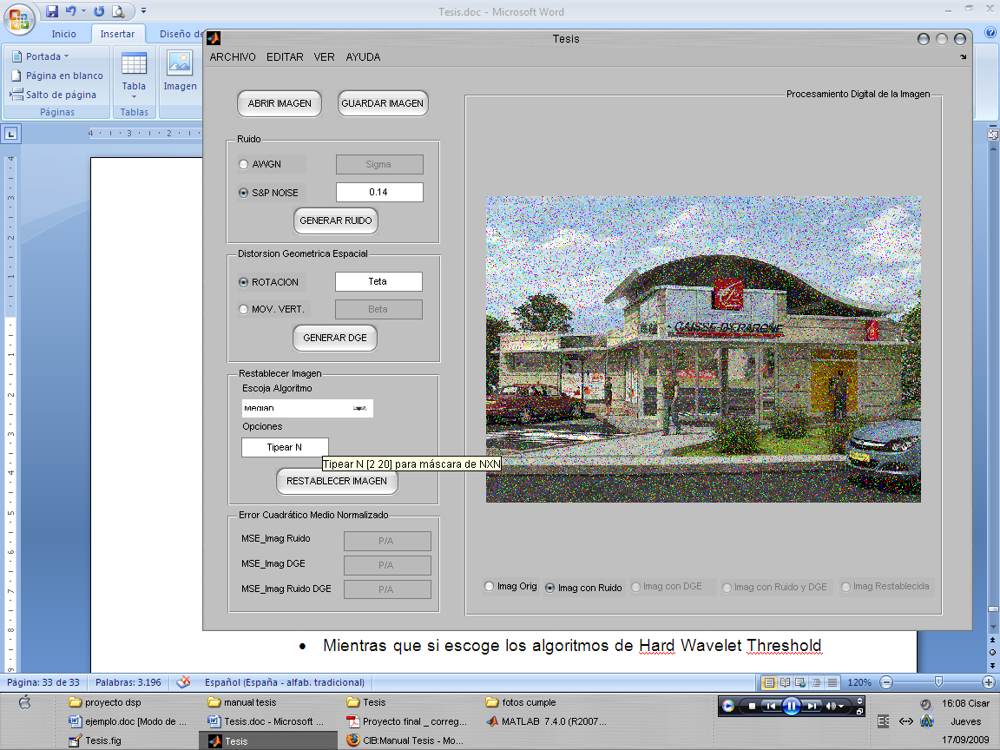 Tesis.doc - Microsoft Word
Inicio
Insertar
Diseño de
Portada
Página en blanco
Salto de página
Páginas
Tabla
Tablas
Imagen
Tesis
ARCHIVO EDITAR VER AYUDA
ABRIR IMAGEN
GUARDAR IMAGEN
Ruido
AWGN
Sigma
S&P NOISE
0.14
GENERAR RUIDO
Distorsion Geometrica Espacial
ROTACION
Teta
MOV. VERT.
Beta
GENERAR DGE
Restablecer Imagen
Escoja Algoritmo
Median
Opciones
Tipear N
Tipear N [2 20] para máscara de NXN
RESTABLECER IMAGEN
Error Cuadrático Medio Normalizado
MSE_Imag Ruido
P/A
MSE_Imag DGE
P/A
MSE_Imag Ruido DGE
P/A
Procesamiento Digital de la Imagen
CAISSE D'EPARGNE
Imag Orig
Imag con Ruido
Imag con DGE
Imag con Ruido y DGE
Imag Restablecida
• Mientras que si escoge los algoritmos de Hard Wavelet Threshold
Página: 33 de 33
Palabras: 3.196
Español (España - alfab. tradicional)
120%
proyecto dsp
manual tesis
Tesis
fotos cumple
ejemplo.doc [Modo de ...
Tesis.doc - Microsoft ...
Proyecto final _ correg...
MATLAB 7.4.0 (R2007...
Tesis.fig
Tesis
CIB:Manual Tesis - Mo...
ES
16:08 Cisar
Jueves
17/09/2009